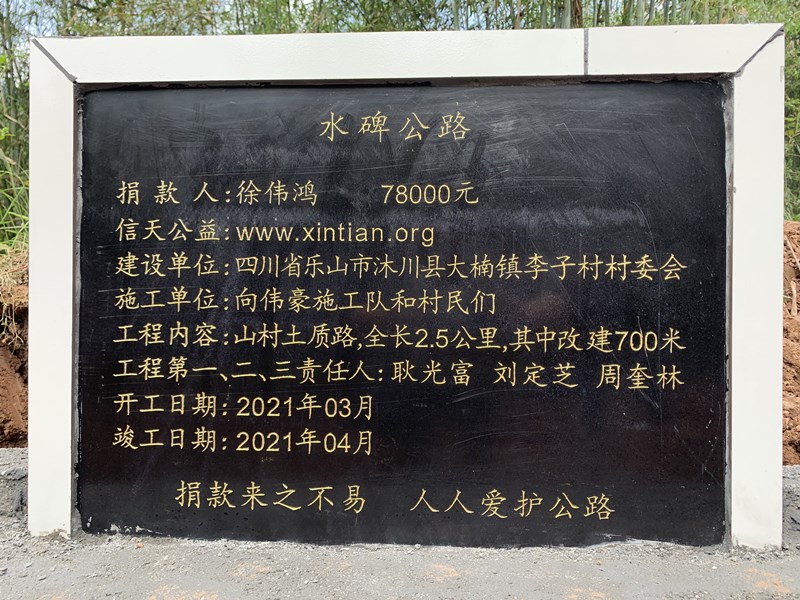 水碑公路
捐款人:徐伟鸿 78000元
信天公益:www.xintian.org
建设单位:四川省乐山市沐川县大楠镇李子村村委会
施工单位:向伟豪施工队和村民们
工程内容:山村土质路,全长2.5公里,其中改建700米
工程第一、二、三责任人:耿光富 刘定芝 周奎林
开工日期:2021年03月
竣工日期:2021年04月
捐款来之不易 人人爱护公路